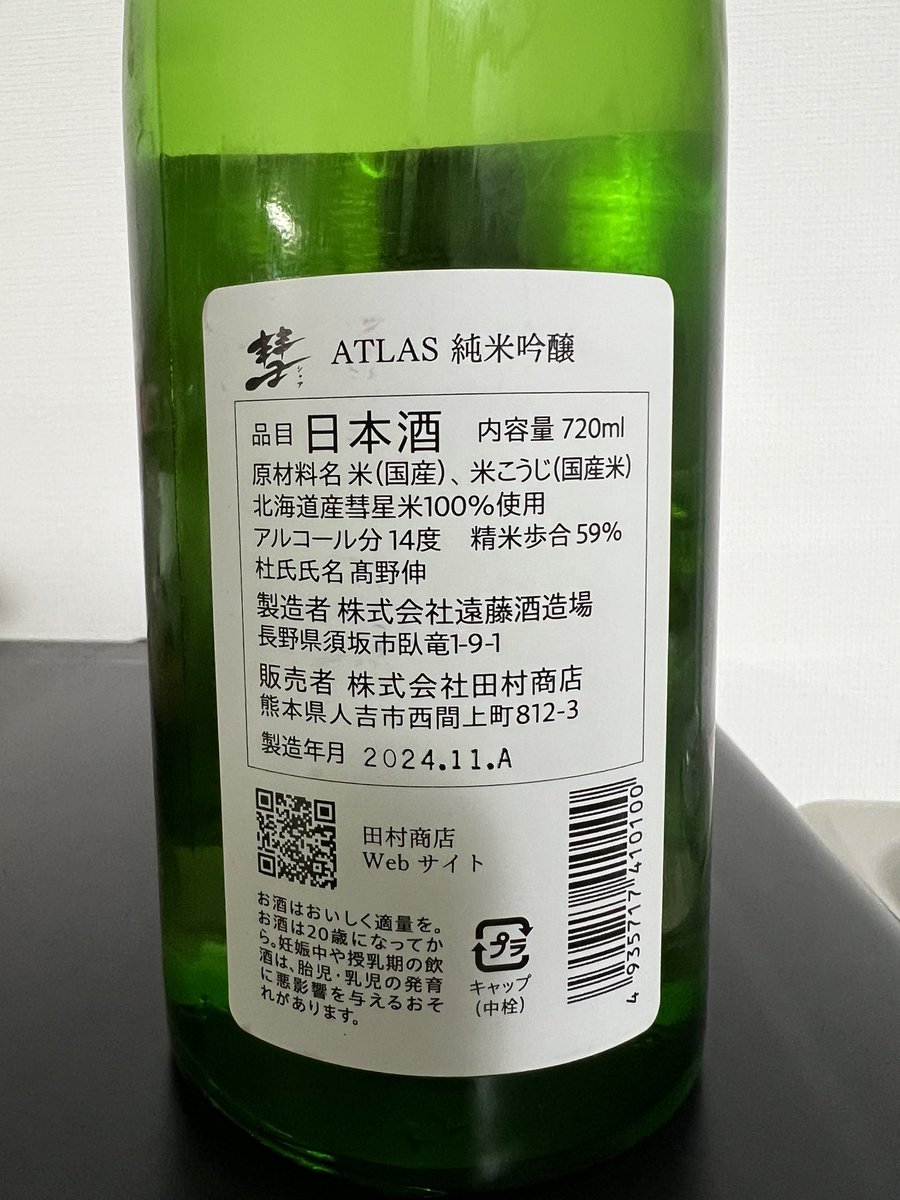 彗 シャア ATLAS 純米吟醸
品目 日本酒 内容量 720ml
原材料名 米(国産)、米こうじ(国産米)
北海道産彗星米100%使用
アルコール分 14度 精米歩合 59%
杜氏氏名 髙野伸
製造者 株式会社遠藤酒造場
長野県須坂市臥竜1-9-1
販売者 株式会社田村商店
熊本県人吉市西間上町812-3
製造年月 2024.11.A
田村商店
Web サイト
お酒はおいしく適量を。
お酒は20歳になってか
ら。妊娠中や授乳期の飲
酒は、胎児・乳児の発育
に悪影響を与えるおそ
れがあります。
プラ
キャップ
(中栓)
4935717410100